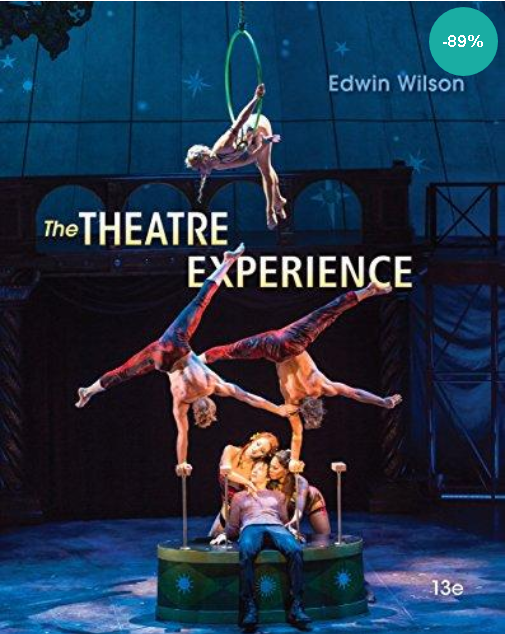 -89%
Edwin Wilson
The THEATRE
EXPERIENCE
13e